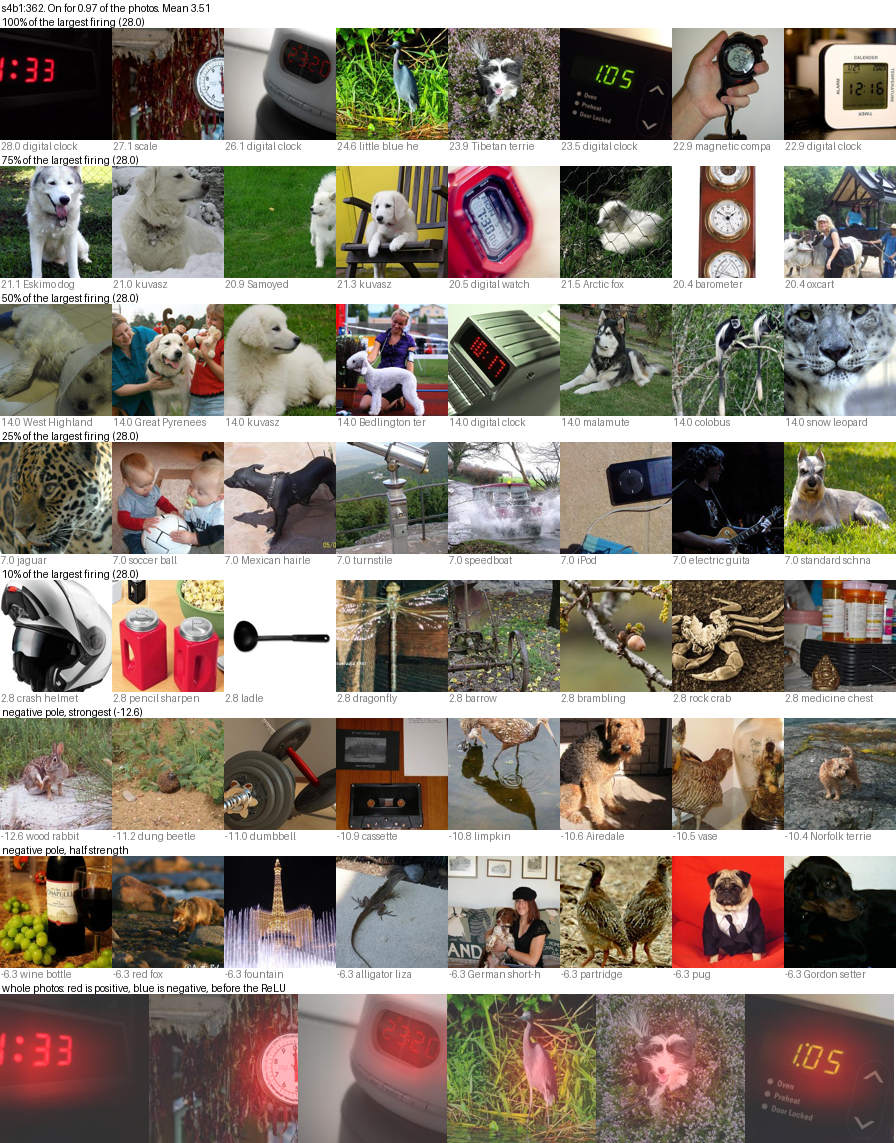 s4b1:362. On for 0.97 of the photos. Mean 3.51
100% of the largest firing (28.0)
1:33
2320
1:05
Oven
Preheat
Door Locked
CALENDER
ALARM
12:16
TEMPERATURE
TIMER
28.0 digital clock
27.1 scale
26.1 digital clock
24.6 little blue he
23.9 Tibetan terrie
23.5 digital clock
22.9 magnetic compa
22.9 digital clock
75% of the largest firing (28.0)
21.1 Eskimo dog
21.0 kuvasz
20.9 Samoyed
21.3 kuvasz
20.5 digital watch
21.5 Arctic fox
20.4 barometer
20.4 oxcart
50% of the largest firing (28.0)
14.0 West Highland
14.0 Great Pyrenees
14.0 kuvasz
14.0 Bedlington ter
14.0 digital clock
14.0 malamute
14.0 colobus
14.0 snow leopard
25% of the largest firing (28.0)
7.0 jaguar
7.0 soccer ball
7.0 Mexican hairle
7.0 turnstile
7.0 speedboat
7.0 iPod
7.0 electric guita
7.0 standard schna
10% of the largest firing (28.0)
2.8 crash helmet
2.8 pencil sharpen
2.8 ladle
2.8 dragonfly
2.8 barrow
2.8 brambling
2.8 rock crab
2.8 medicine chest
negative pole, strongest (-12.6)
-12.6 wood rabbit
-11.2 dung beetle
-11.0 dumbbell
-10.9 cassette
-10.8 limpkin
-10.6 Airedale
-10.5 vase
-10.4 Norfolk terrie
negative pole, half strength
AND
-6.3 wine bottle
-6.3 red fox
-6.3 fountain
-6.3 alligator liza
-6.3 German short-h
-6.3 partridge
-6.3 pug
-6.3 Gordon setter
whole photos: red is positive, blue is negative, before the ReLU
1:33
2320
1:05
Oven
Preheat
Door Locked